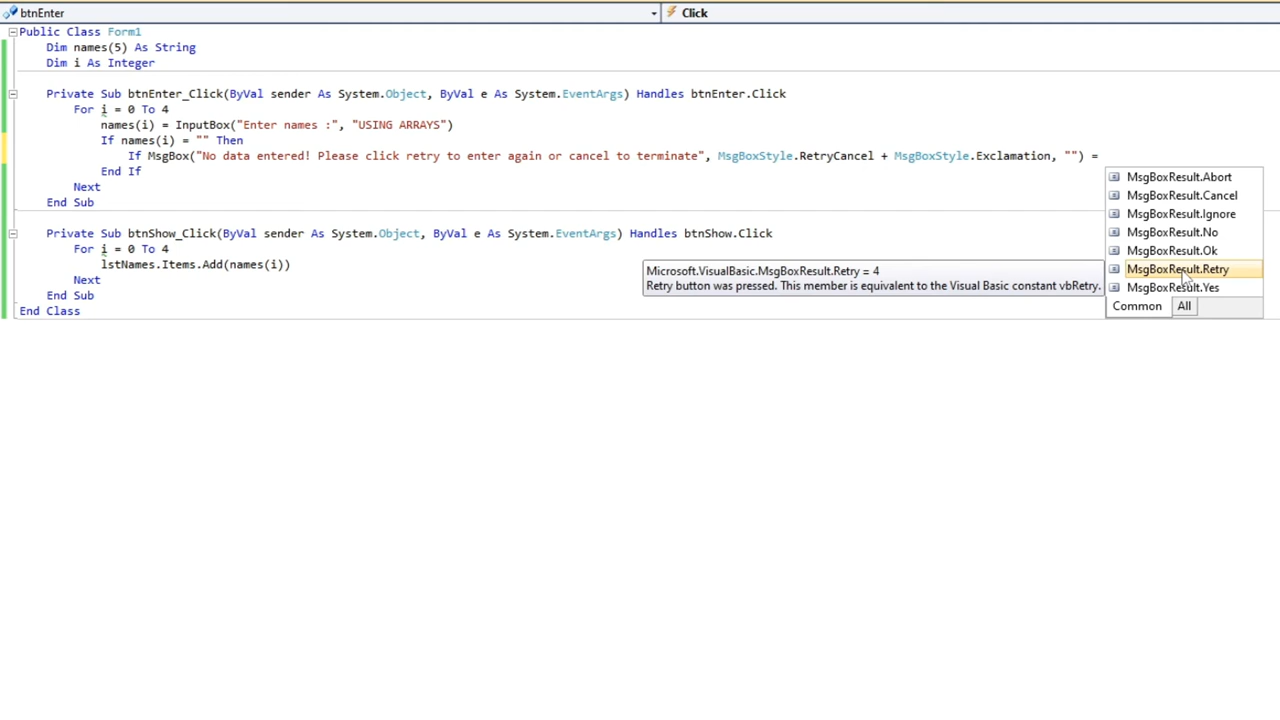 btnEnter
Click
Public Class Form1
Dim names(5) As String
Dim i As Integer
Private Sub btnEnter_Click(ByVal sender As System.Object, ByVal e As System.EventArgs) Handles btnEnter.Click
For i = 0 To 4
names(i) = InputBox("Enter names :", "USING ARRAYS")
If names(i) = "" Then
If MsgBox("No data entered! Please click retry to enter again or cancel to terminate", MsgBoxStyle.RetryCancel + MsgBoxStyle.Exclamation, "") =
End If
Next
End Sub
Private Sub btnShow_Click(ByVal sender As System.Object, ByVal e As System.EventArgs) Handles btnShow.Click
For i = 0 To 4
lstNames.Items.Add(names(i))
Next
End Sub
End Class
MsgBoxResult.Abort
MsgBoxResult.Cancel
MsgBoxResult.Ignore
MsgBoxResult.No
MsgBoxResult.Ok
MsgBoxResult.Retry
MsgBoxResult.Yes
Common All
Microsoft.VisualBasic.MsgBoxResult.Retry = 4
Retry button was pressed. This member is equivalent to the Visual Basic constant vbRetry.